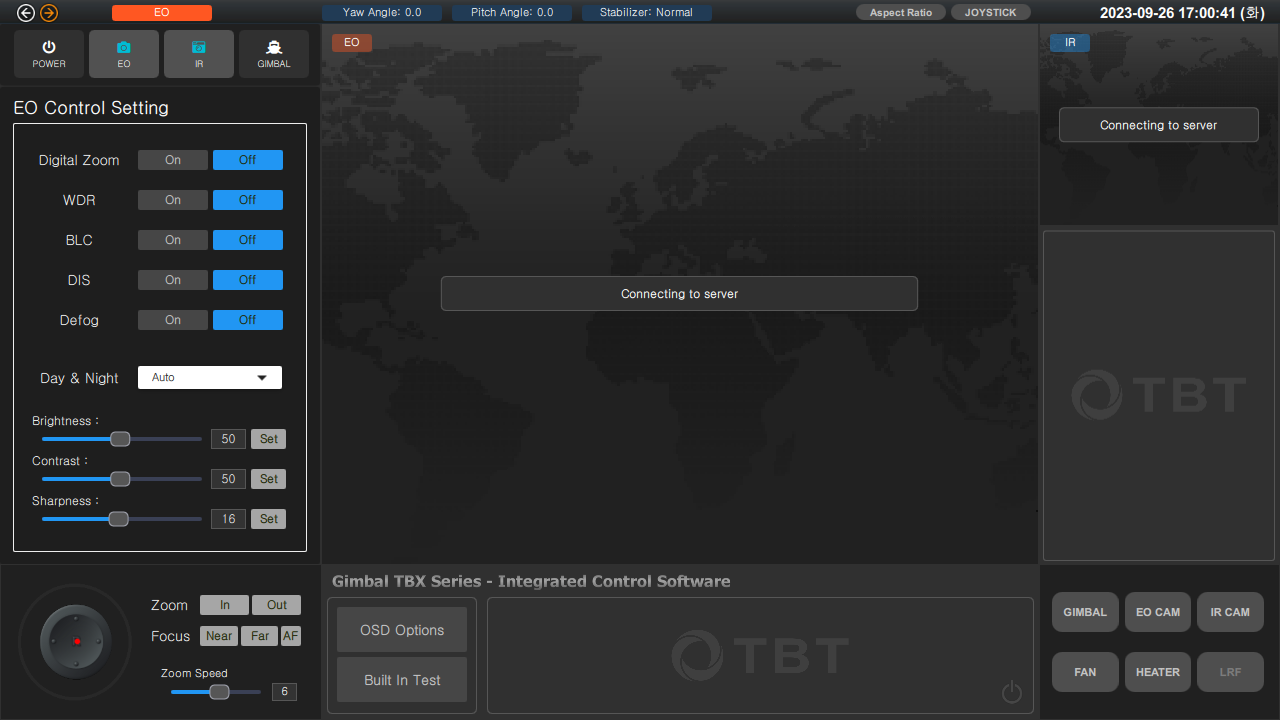 EO
Yaw Angle: 0.0
Pitch Angle: 0.0
Stabilizer: Normal
Aspect Ratio
JOYSTICK
2023-09-26 17:00:41 (화)
POWER
EO
IR
GIMBAL
EO
IR
Connecting to server
EO Control Setting
Digital Zoom On Off
WDR On Off
BLC On Off
DIS On Off
Defog On Off
Day & Night Auto
Brightness :
50 Set
Contrast :
50 Set
Sharpness :
16 Set
Connecting to server
TBT
Gimbal TBX Series - Integrated Control Software
Zoom In Out
Focus Near Far AF
Zoom Speed
6
OSD Options
Built In Test
TBT
GIMBAL
EO CAM
IR CAM
FAN
HEATER
LRF